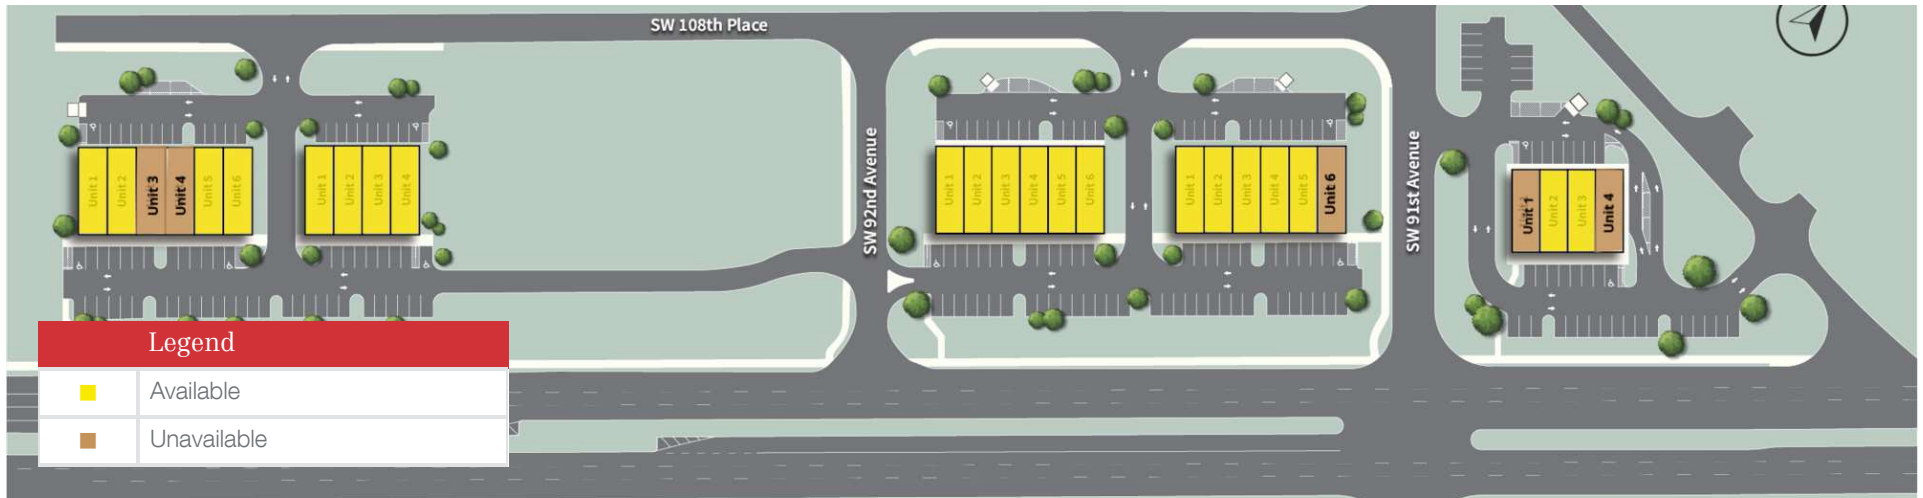 SW 108th Place
SW 92nd Avenue
SW 91st Avenue
Unit 1
Unit 2
Unit 3
Unit 4
Unit 5
Unit 6
Unit 1
Unit 2
Unit 3
Unit 4
Unit 1
Unit 2
Unit 3
Unit 4
Unit 5
Unit 6
Unit 1
Unit 2
Unit 3
Unit 4
Unit 5
Unit 6
Unit 1
Unit 2
Unit 3
Unit 4
Legend
Available
Unavailable